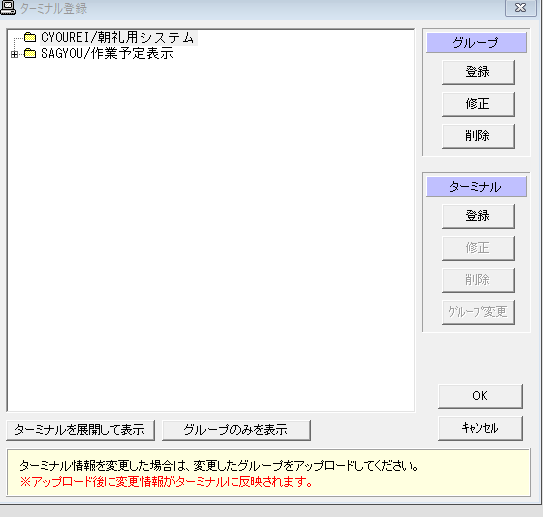 ターミナル登録
CYOUREI/朝礼用システム
SAGYOU/作業予定表示
グループ
登録
修正
削除
ターミナル
登録
修正
削除
ｸﾞﾙｰﾌﾟ変更
OK
ｷｬﾝｾﾙ
ターミナルを展開して表示
グループのみを表示
ターミナル情報を変更した場合は、変更したグループをアップロードしてください。
※アップロード後に変更情報がターミナルに反映されます。